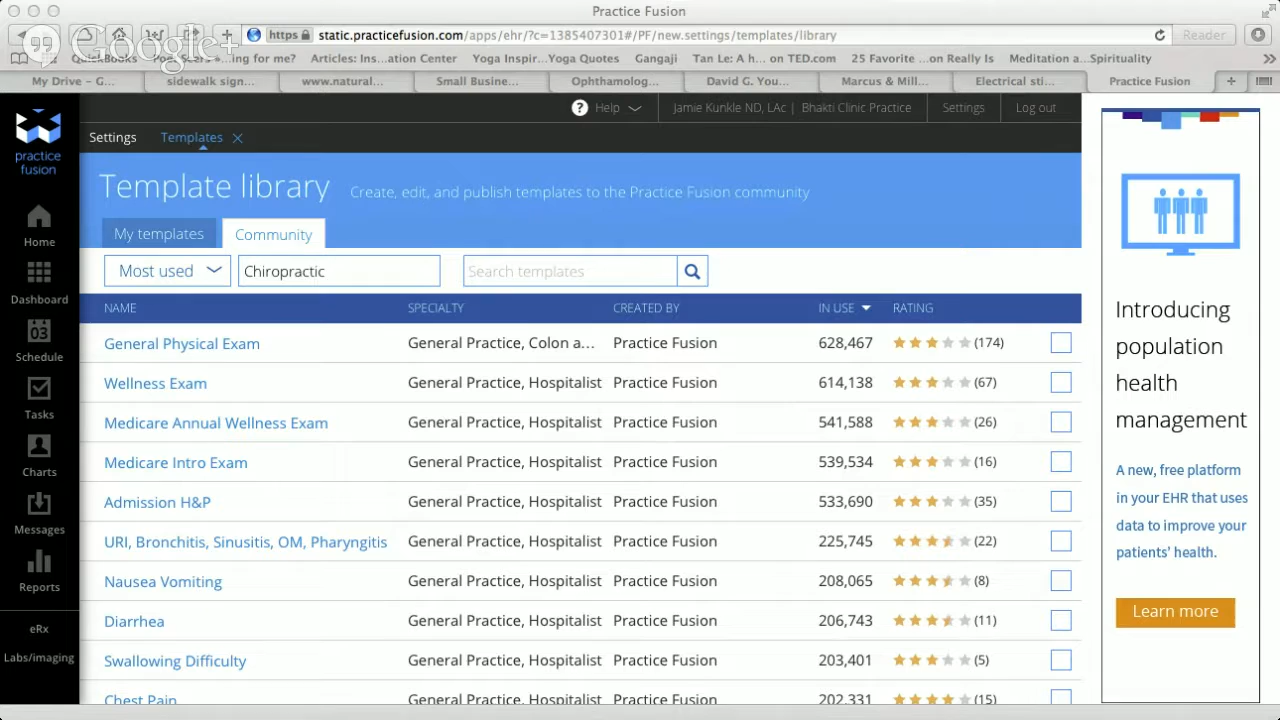 Practice Fusion
Google+
https static.practicefusion.com/apps/ehr/?c=1385407301#/PF/new.settings/templates/library
Reader
QuickBooks
ing for me?
Articles: Ins...ation Center
Yoga Inspir...Yoga Quotes
Gangaji
Tan Le: A h... on TED.com
25 Favorite ...on Really Is
Meditation a...Spirituality
My Drive – G...
sidewalk sign...
www.natural...
Small Busine...
Ophthamolog...
David G. You...
Marcus & Mill...
Electrical sti...
Practice Fusion
practice fusion
? Help
Jamie Kunkle ND, LAc | Bhakti Clinic Practice
Settings
Log out
Settings
Templates
Template library
Create, edit, and publish templates to the Practice Fusion community
My templates
Community
Most used
Chiropractic
Search templates
NAME SPECIALTY CREATED BY IN USE RATING
General Physical Exam General Practice, Colon a... Practice Fusion 628,467 (174)
Wellness Exam General Practice, Hospitalist Practice Fusion 614,138 (67)
Medicare Annual Wellness Exam General Practice, Hospitalist Practice Fusion 541,588 (26)
Medicare Intro Exam General Practice, Hospitalist Practice Fusion 539,534 (16)
Admission H&P General Practice, Hospitalist Practice Fusion 533,690 (35)
URI, Bronchitis, Sinusitis, OM, Pharyngitis General Practice, Hospitalist Practice Fusion 225,745 (22)
Nausea Vomiting General Practice, Hospitalist Practice Fusion 208,065 (8)
Diarrhea General Practice, Hospitalist Practice Fusion 206,743 (11)
Swallowing Difficulty General Practice, Hospitalist Practice Fusion 203,401 (5)
Chest Pain General Practice, Hospitalist Practice Fusion 202,331 (15)
Home
Dashboard
03
Schedule
Tasks
Charts
Messages
Reports
eRx
Labs/imaging
Introducing
population
health
management
A new, free platform
in your EHR that uses
data to improve your
patients' health.
Learn more